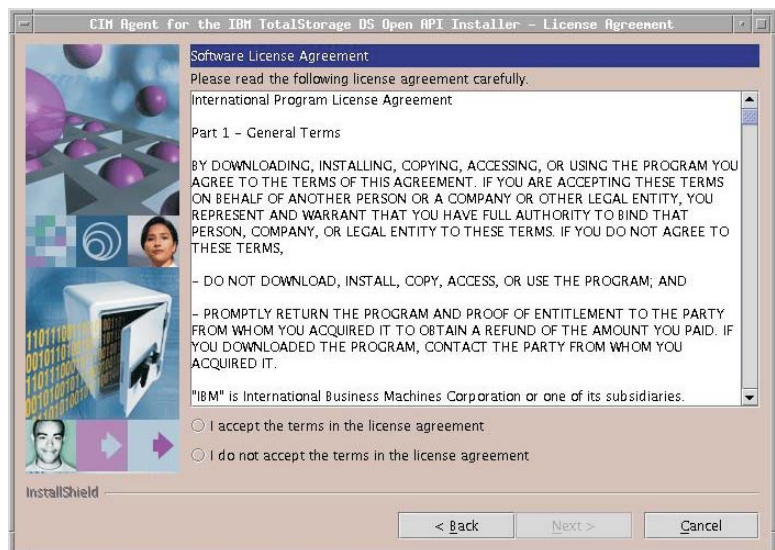 CIM Agent for the IBM TotalStorage DS Open API Installer - License Agreement
Software License Agreement
Please read the following license agreement carefully.
International Program License Agreement
Part 1 - General Terms
BY DOWNLOADING, INSTALLING, COPYING, ACCESSING, OR USING THE PROGRAM YOU
AGREE TO THE TERMS OF THIS AGREEMENT. IF YOU ARE ACCEPTING THESE TERMS
ON BEHALF OF ANOTHER PERSON OR A COMPANY OR OTHER LEGAL ENTITY, YOU
REPRESENT AND WARRANT THAT YOU HAVE FULL AUTHORITY TO BIND THAT
PERSON, COMPANY, OR LEGAL ENTITY TO THESE TERMS. IF YOU DO NOT AGREE TO
THESE TERMS,
- DO NOT DOWNLOAD, INSTALL, COPY, ACCESS, OR USE THE PROGRAM; AND
- PROMPTLY RETURN THE PROGRAM AND PROOF OF ENTITLEMENT TO THE PARTY
FROM WHOM YOU ACQUIRED IT TO OBTAIN A REFUND OF THE AMOUNT YOU PAID. IF
YOU DOWNLOADED THE PROGRAM, CONTACT THE PARTY FROM WHOM YOU
ACQUIRED IT.
"IBM" is International Business Machines Corporation or one of its subsidiaries.
I accept the terms in the license agreement
I do not accept the terms in the license agreement
InstallShield
< Back
Next >
Cancel